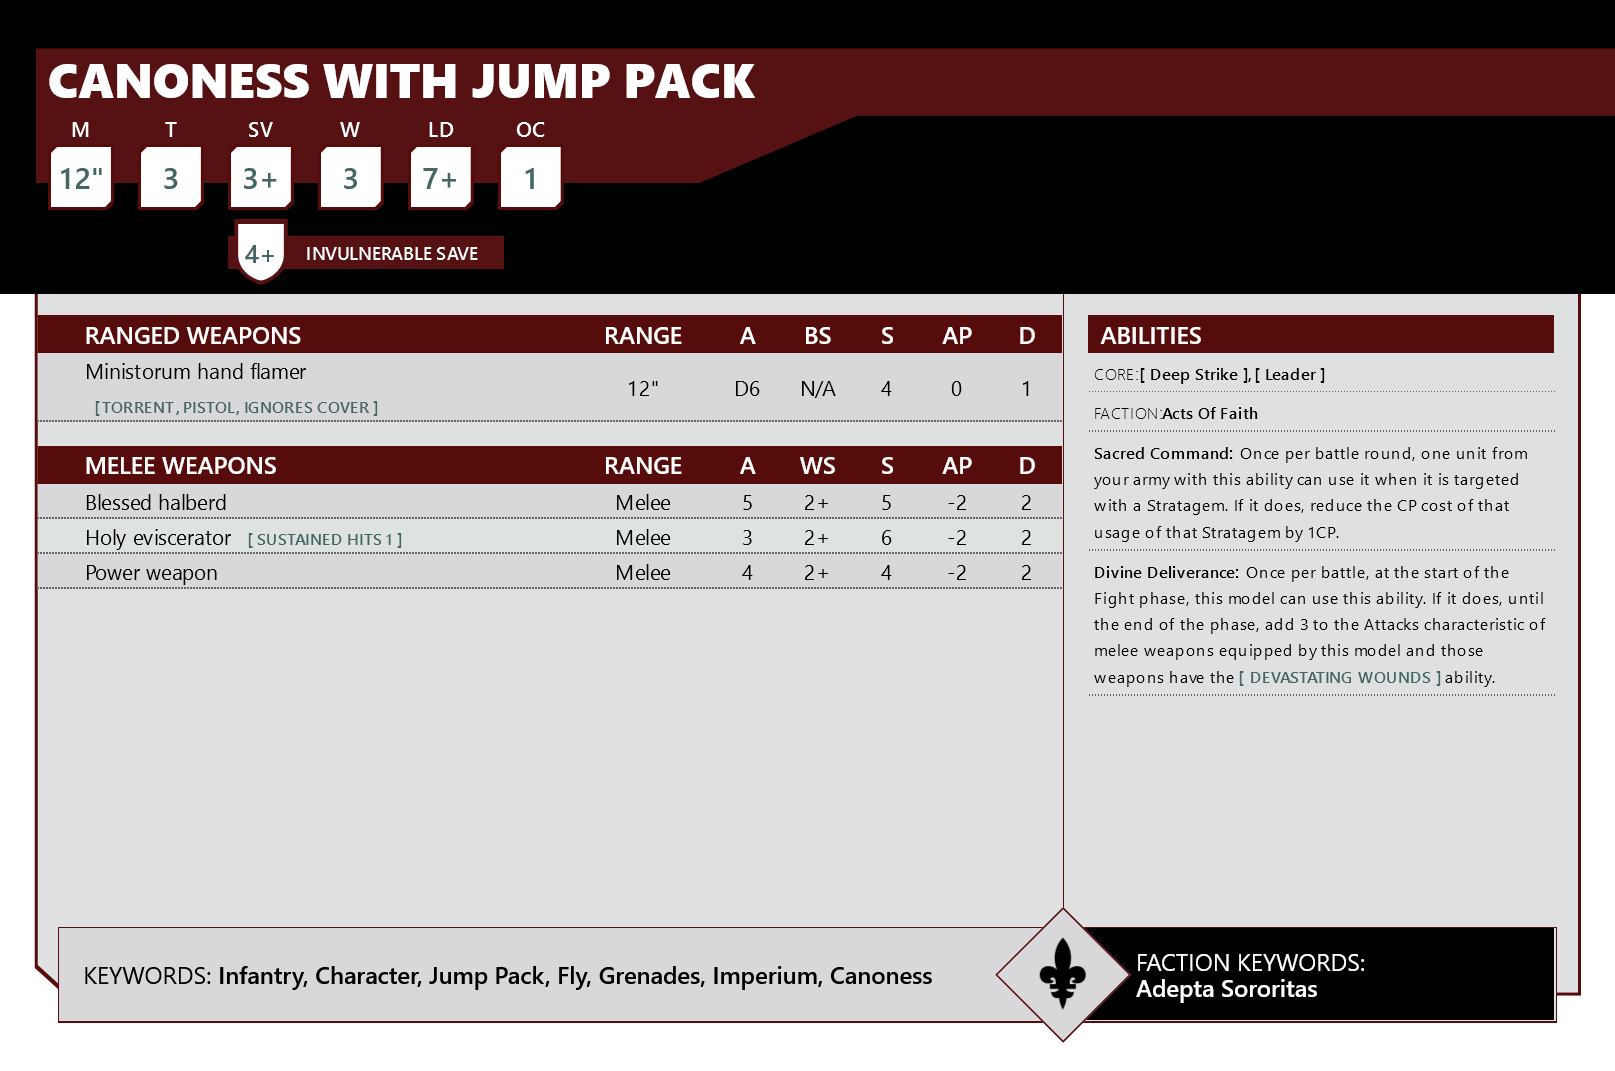 CANONESS WITH JUMP PACK
M T SV W LD OC
12" 3 3+ 3 7+ 1
4+ INVULNERABLE SAVE
RANGED WEAPONS RANGE A BS S AP D
Ministorum hand flamer
[TORRENT, PISTOL, IGNORES COVER ]
12" D6 N/A 4 0 1
MELEE WEAPONS RANGE A WS S AP D
Blessed halberd Melee 5 2+ 5 -2 2
Holy eviscerator [ SUSTAINED HITS 1 ] Melee 3 2+ 6 -2 2
Power weapon Melee 4 2+ 4 -2 2
ABILITIES
CORE:[ Deep Strike ], [ Leader ]
FACTION:Acts Of Faith
Sacred Command: Once per battle round, one unit from
your army with this ability can use it when it is targeted
with a Stratagem. If it does, reduce the CP cost of that
usage of that Stratagem by 1CP.
Divine Deliverance: Once per battle, at the start of the
Fight phase, this model can use this ability. If it does, until
the end of the phase, add 3 to the Attacks characteristic of
melee weapons equipped by this model and those
weapons have the [ DEVASTATING WOUNDS ] ability.
KEYWORDS: Infantry, Character, Jump Pack, Fly, Grenades, Imperium, Canoness
FACTION KEYWORDS:
Adepta Sororitas